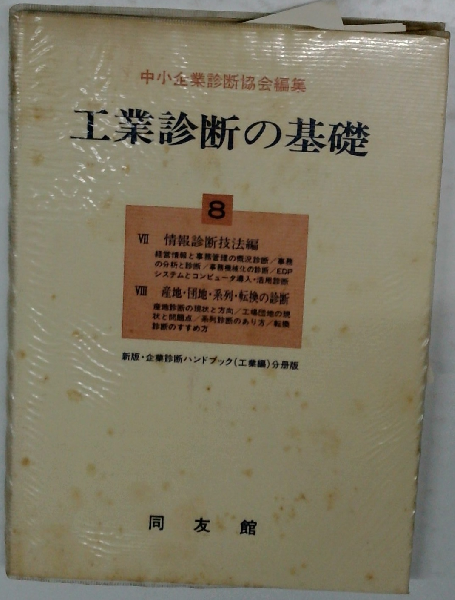 中小企業診断協会編集
工業診断の基礎
8
Ⅶ 情報診断技法編
経営情報と事務管理の概況診断/事務
の分析と診断/事務機械化の診断/EDP
システムとコンピュータ導入・活用診断
Ⅷ 産地・団地・系列・転換の診断
産地診断の現状と方向/工場団地の現
状と問題点/系列診断のあり方/転換
診断のすすめ方
新版・企業診断ハンドブック(工業編)分册版
同友館